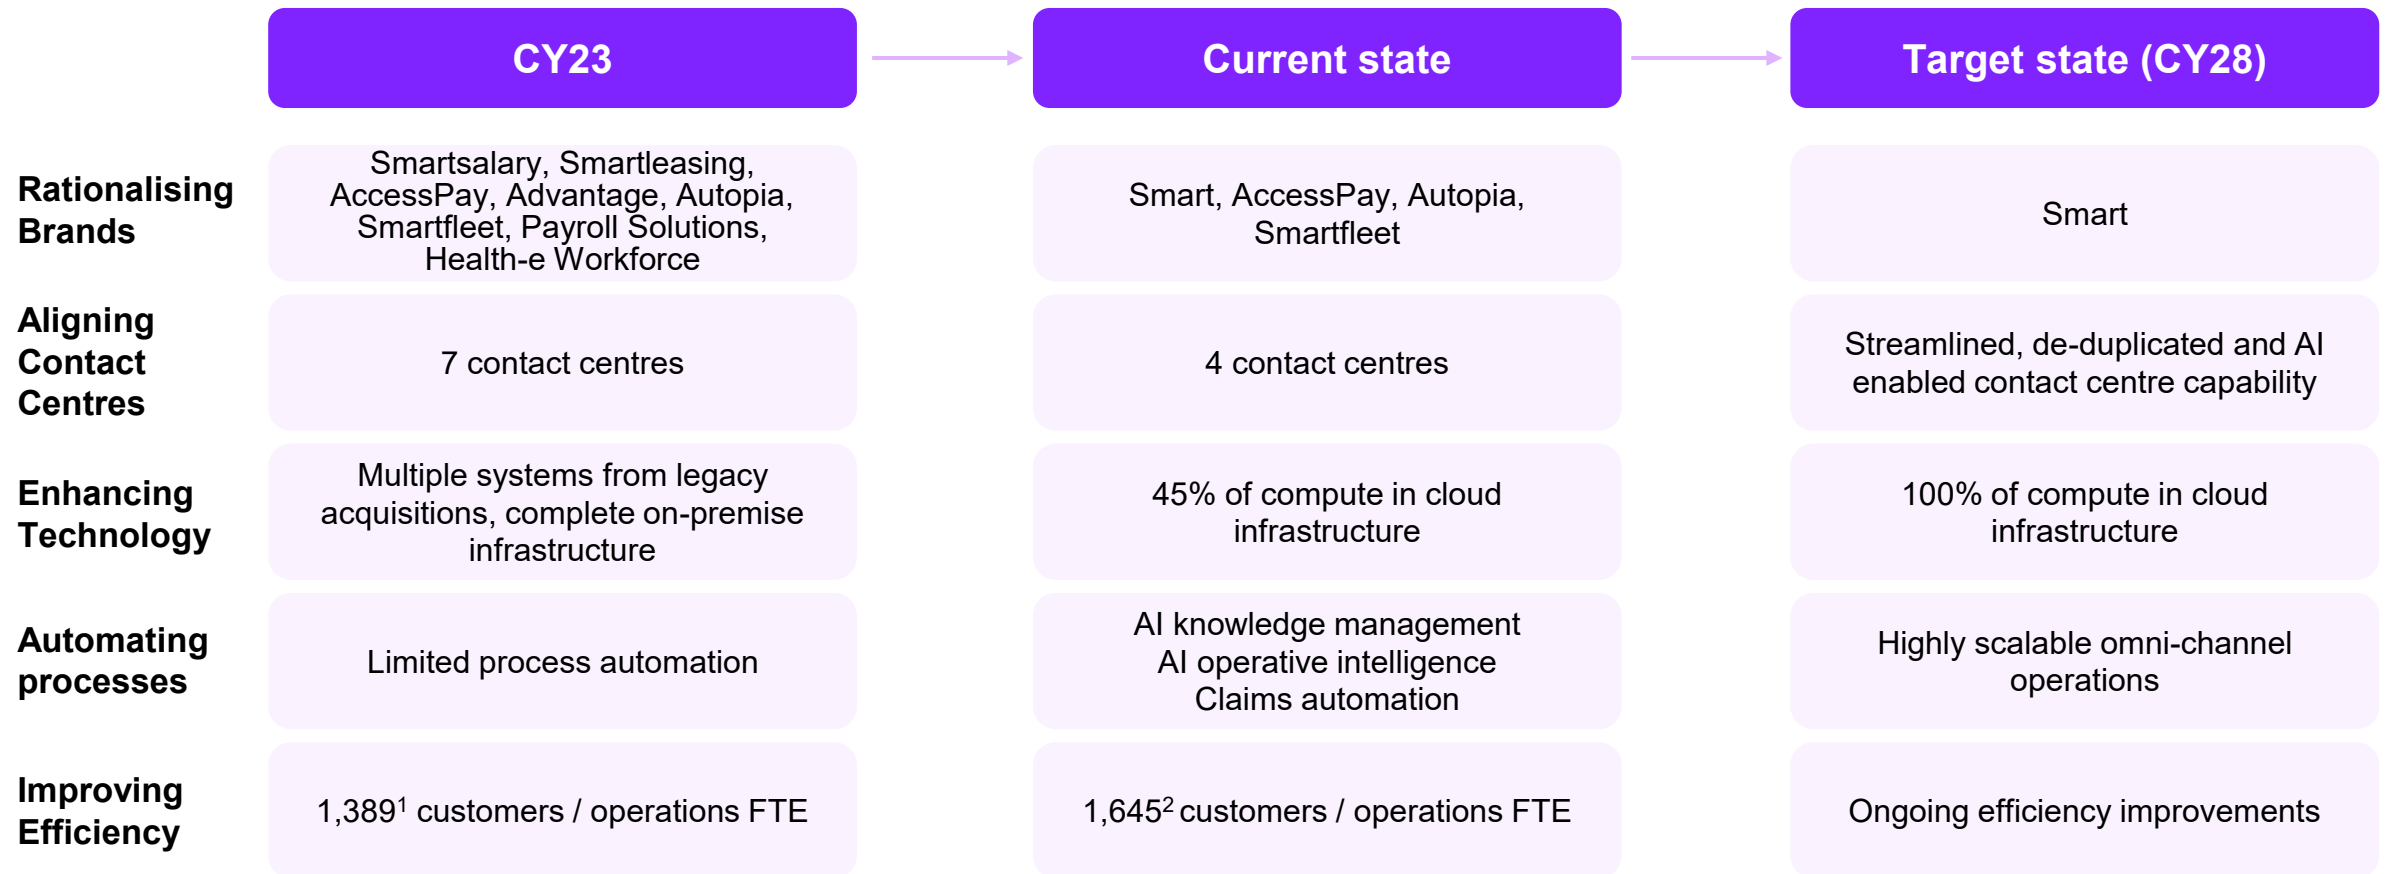 CY23
Current state
Target state (CY28)
Rationalising
Brands
Smartsalary, Smartleasing,
AccessPay, Advantage, Autopia,
Smartfleet, Payroll Solutions,
Health-e Workforce
Smart, AccessPay, Autopia,
Smartfleet
Smart
Aligning
Contact
Centres
7 contact centres
4 contact centres
Streamlined, de-duplicated and AI
enabled contact centre capability
Enhancing
Technology
Multiple systems from legacy
acquisitions, complete on-premise
infrastructure
45% of compute in cloud
infrastructure
100% of compute in cloud
infrastructure
Automating
processes
Limited process automation
AI knowledge management
AI operative intelligence
Claims automation
Highly scalable omni-channel
operations
Improving
Efficiency
1,389¹ customers / operations FTE
1,645² customers / operations FTE
Ongoing efficiency improvements